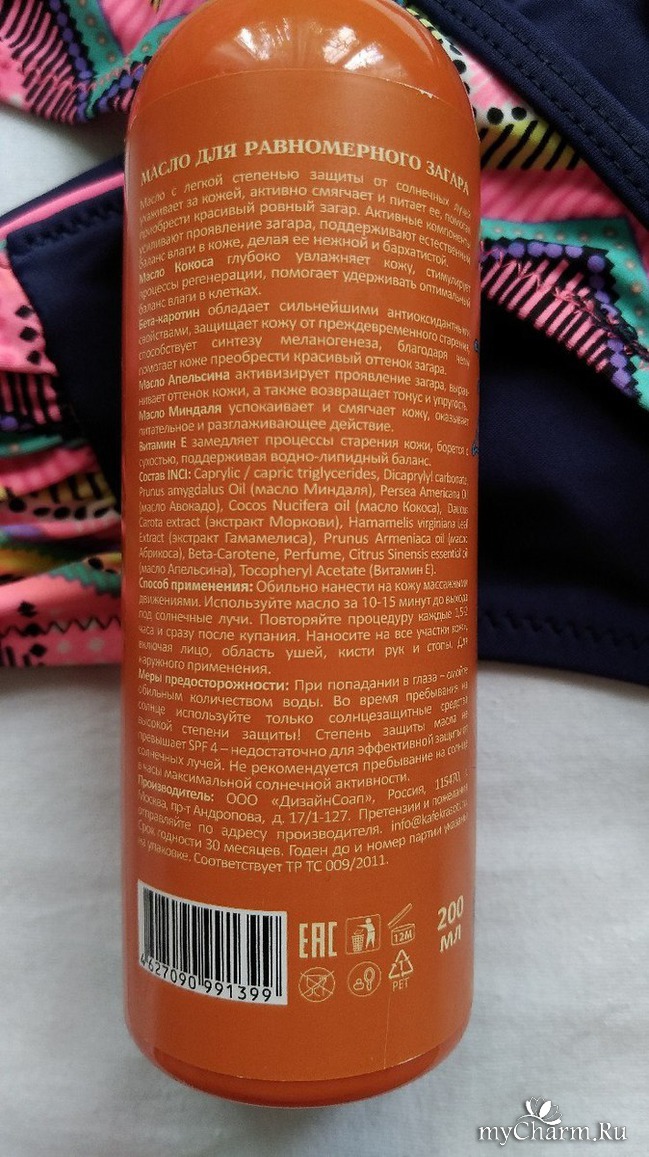 МАСЛО ДЛЯ РАВНОМЕРНОГО ЗАГАРА
Масло с легкой степенью защиты от солнечных лучей
ухаживает за кожей, активно смягчает и питает ее, помогая
приобрести красивый ровный загар. Активные компоненты
усиливают проявление загара, поддерживают естественный
баланс влаги в коже, делая ее нежной и бархатистой.
Масло Кокоса глубоко увлажняет кожу, стимулирует
процессы регенерации, помогает удерживать оптимальный
баланс влаги в клетках.
Бета-каротин обладает сильнейшими антиоксидантными
свойствами, защищает кожу от преждевременного старения,
способствует синтезу меланогенеза, благодаря чему
помогает коже преобрести красивый оттенок загара.
Масло Апельсина активизирует проявление загара, вырав-
нивает оттенок кожи, а также возвращает тонус и упругость.
Масло Миндаля успокаивает и смягчает кожу, оказывает
питательное и разглаживающее действие.
Витамин Е замедляет процессы старения кожи, борется с
сухостью, поддерживая водно-липидный баланс.
Состав INCI: Caprylic / capric triglycerides, Dicaprylyl carbonate,
Prunus amygdalus Oil (масло Миндаля), Persea Americana Oil
(масло Авокадо), Cocos Nucifera oil (масло Кокоса), Daucus
Carota extract (экстракт Моркови), Hamamelis virginiana Leaf
Extract (экстракт Гамамелиса), Prunus Armeniaca oil (масло
Абрикоса), Beta-Carotene, Perfume, Citrus Sinensis essential oil
(масло Апельсина), Tocopheryl Acetate (Витамин Е).
Способ применения: Обильно нанести на кожу массажными
движениями. Используйте масло за 10-15 минут до выхода
под солнечные лучи. Повторяйте процедуру каждые 1,5-2
часа и сразу после купания. Наносите на все участки кожи,
включая лицо, область ушей, кисти рук и стопы. Для
наружного применения.
Меры предосторожности: При попадании в глаза – смойте
обильным количеством воды. Во время пребывания на
солнце используйте только солнцезащитные средства
высокой степени защиты! Степень защиты масла не
превышает SPF 4 – недостаточно для эффективной защиты от
солнечных лучей. Не рекомендуется пребывание на солнце
в часы максимальной солнечной активности.
Производитель: ООО «ДизайнСоап», Россия, 115470, г.
Москва, пр-т Андропова, д. 17/1-127. Претензии и пожелания
отправляйте по адресу производителя. info@kafekrasoti.ru
Срок годности 30 месяцев. Годен до и номер партии указаны
на упаковке. Соответствует ТР ТС 009/2011.
4 627090 991399
EAC
12M
1
PET
200
МЛ
myCharm.Ru